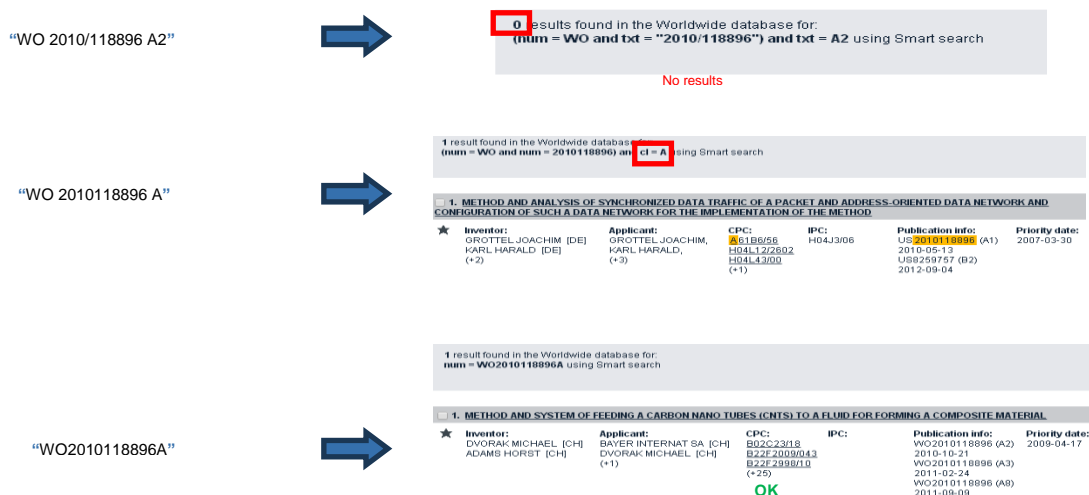 “WO 2010/118896 A2”
0 results found in the Worldwide database for:
(num = WO and txt = "2010/118896") and txt = A2 using Smart search
No results
“WO 2010118896 A”
1 result found in the Worldwide database for:
(num = WO and num = 2010118896) and cl = A using Smart search
1. METHOD AND ANALYSIS OF SYNCHRONIZED DATA TRAFFIC OF A PACKET AND ADDRESS-ORIENTED DATA NETWORK AND
CONFIGURATION OF SUCH A DATA NETWORK FOR THE IMPLEMENTATION OF THE METHOD
Inventor: Applicant: CPC: IPC: Publication info: Priority date:
GROTTEL JOACHIM [DE] GROTTEL JOACHIM, A61B6/56 H04J3/06 US2010118896 (A1) 2007-03-30
KARL HARALD [DE] KARL HARALD, H04L12/2602 2010-05-13
(+2) (+3) H04L43/00 US8259757 (B2)
(+1) 2012-09-04
1 result found in the Worldwide database for:
num = WO2010118896A using Smart search
1. METHOD AND SYSTEM OF FEEDING A CARBON NANO TUBES (CNTS) TO A FLUID FOR FORMING A COMPOSITE MATERIAL
“WO2010118896A”
Inventor: Applicant: CPC: IPC: Publication info: Priority date:
DVORAK MICHAEL [CH] BAYER INTERNAT SA [CH] B02C23/18 WO2010118896 (A2) 2009-04-17
ADAMS HORST [CH] DVORAK MICHAEL [CH] B22F2009/043 2010-10-21
(+1) B22F2998/10 WO2010118896 (A3)
(+25) 2011-02-24
WO2010118896 (A8)
OK 2011-09-09